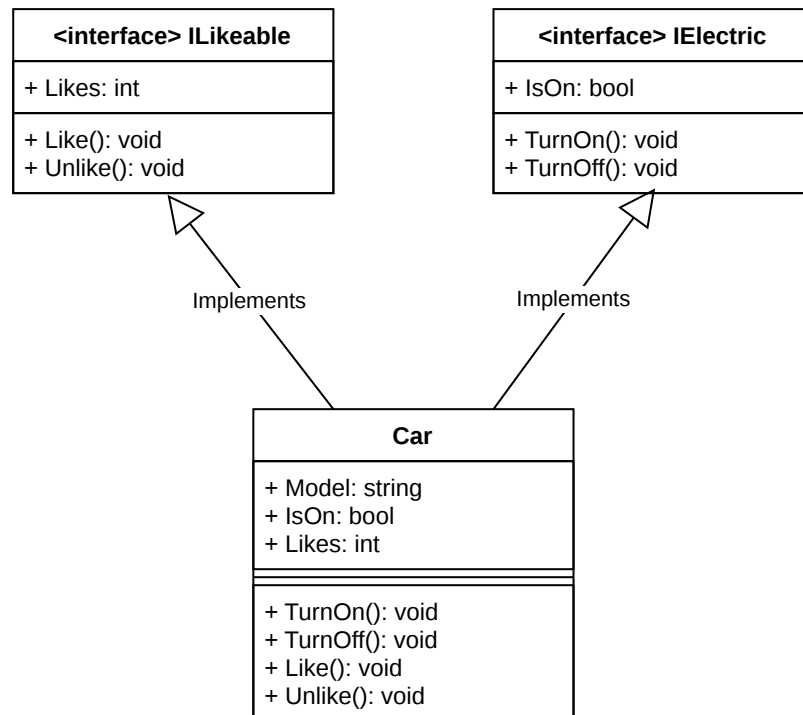 <interface> ILikeable
+ Likes: int
+ Like(): void
+ Unlike(): void
<interface> IElectric
+ IsOn: bool
+ TurnOn(): void
+ TurnOff(): void
Implements
Implements
Car
+ Model: string
+ IsOn: bool
+ Likes: int
+ TurnOn(): void
+ TurnOff(): void
+ Like(): void
+ Unlike(): void